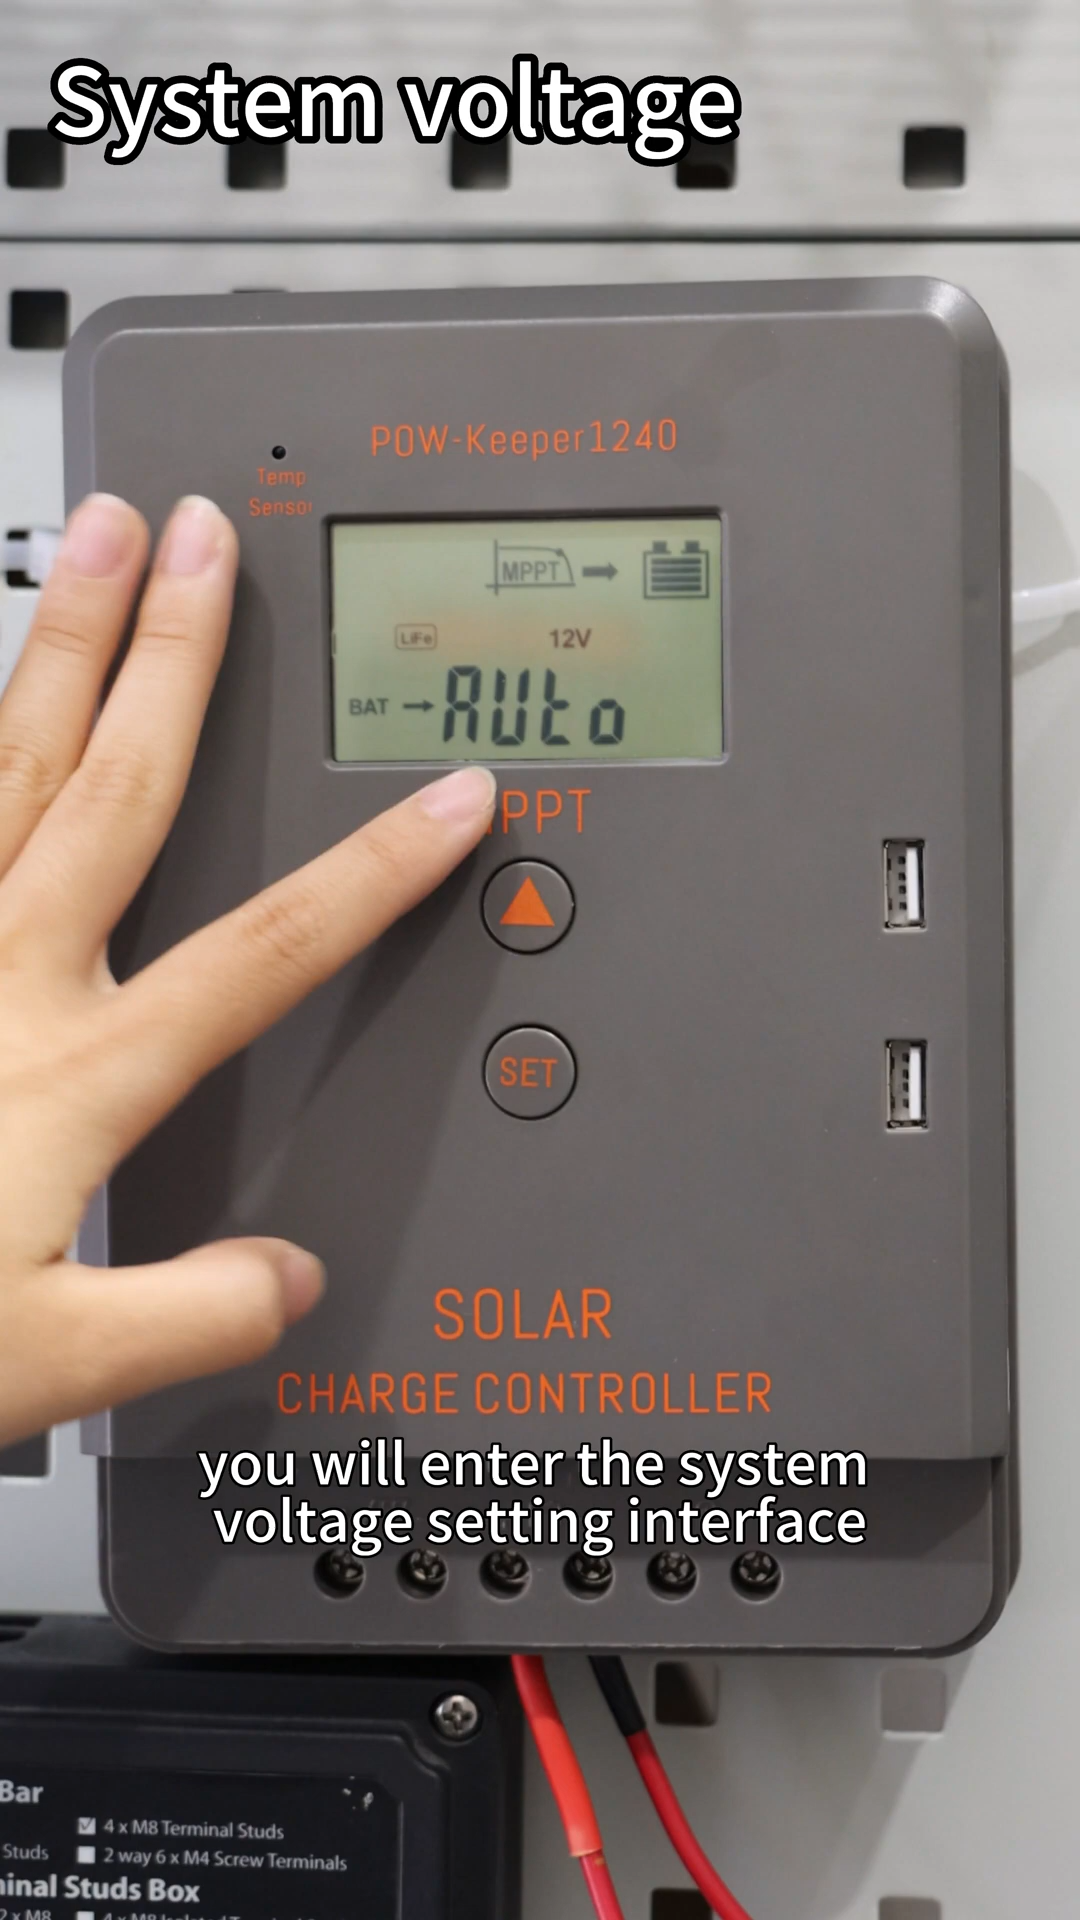 System voltage
POW-Keeper1240
Temp
Sensor
MPPT
LiFe
12V
BAT
Auto
PPT
SET
SOLAR
CHARGE CONTROLLER
you will enter the system
voltage setting interface
Bar
4 x M8 Terminal Studs
Studs
2 way 6 x M4 Screw Terminals
Studs Box
x M8